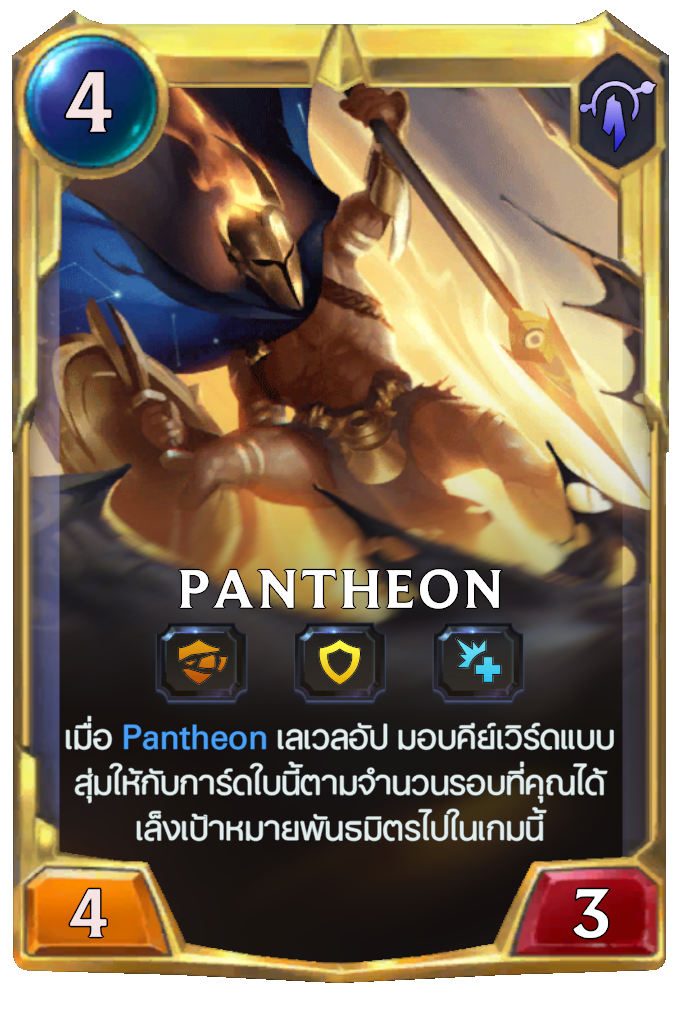 4
PANTHEON
เมื่อ Pantheon เลเวลอัป มอบคีย์เวิร์ดแบบ
สุ่มให้กับการ์ดใบนี้ตามจำนวนรอบที่คุณได้
เล็งเป้าหมายพันธมิตรไปในเกมนี้
4
3